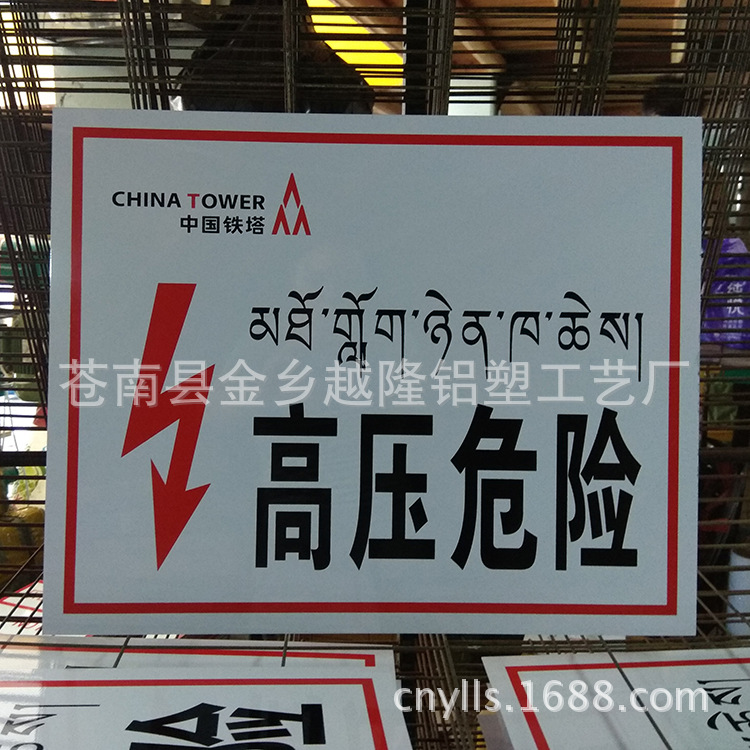 CHINA TOWER
中国铁塔
མཐོ་གློག་ཉེན་ཁ་ཆེས།
苍南县金乡越隆铝塑工艺厂
高压危险
cnylls.1688.com